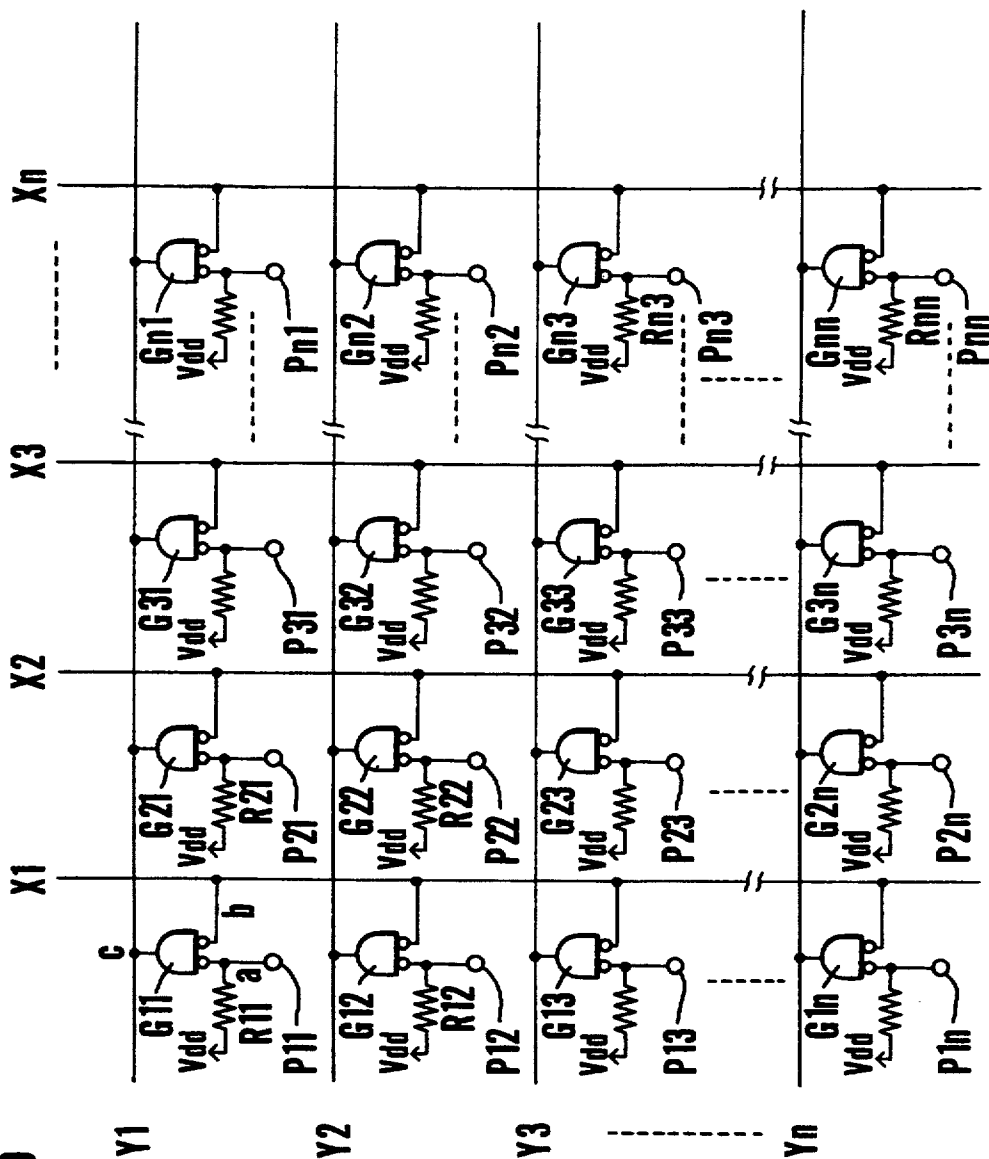 X1 X2 X3 Xn
c
Y1
G11 G21 G31 Gn1
Vdd Vdd Vdd Vdd
a b
R11 R21
P11 P21 P31 Pn1
Y2
G12 G22 G32 Gn2
Vdd Vdd Vdd Vdd
R12 R22
P12 P22 P32 Pn2
Y3
G13 G23 G33 Gn3
Vdd Vdd Vdd Vdd
Rn3
P13 P23 P33 Pn3
Yn
G1n G2n G3n Gnn
Vdd Vdd Vdd Vdd
Rnn
P1n P2n P3n Pnn